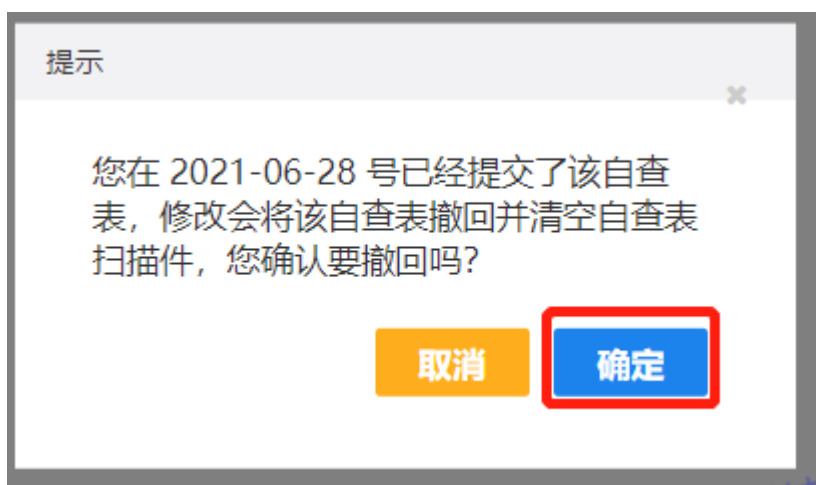 提示
您在 2021-06-28 号已经提交了该自查
表，修改会将该自查表撤回并清空自查表
扫描件，您确认要撤回吗？
取消
确定